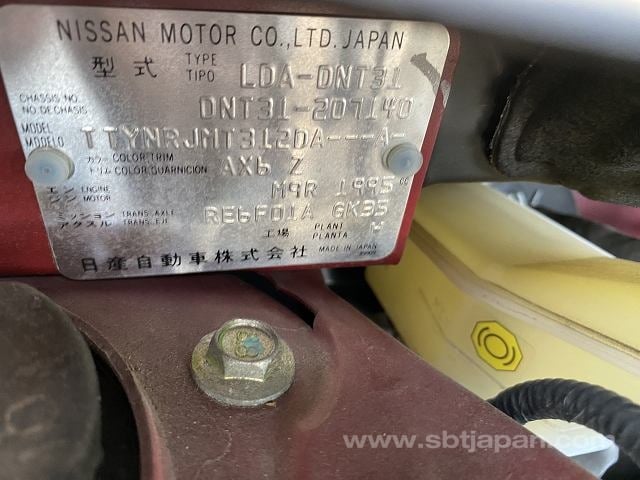 NISSAN MOTOR CO.,LTD.JAPAN
型式 TYPE TIPO LDA-DNT31
CHASSIS NO. NO.DECHASIS DNT31-207140
MODEL MODELO TTYNRJMT312DA---A-
カラー COLOR:TRIM トリム COLOR,GUARNICION AX6 Z
エンジン ENGINE MOTOR M9R 1995cc
ミッション アクスル TRANS.AXLE TRANS.EJE RE6F01A GK35
工場 PLANT PLANTA W
日産自動車株式会社 MADE IN JAPAN
www.sbtjapan.com